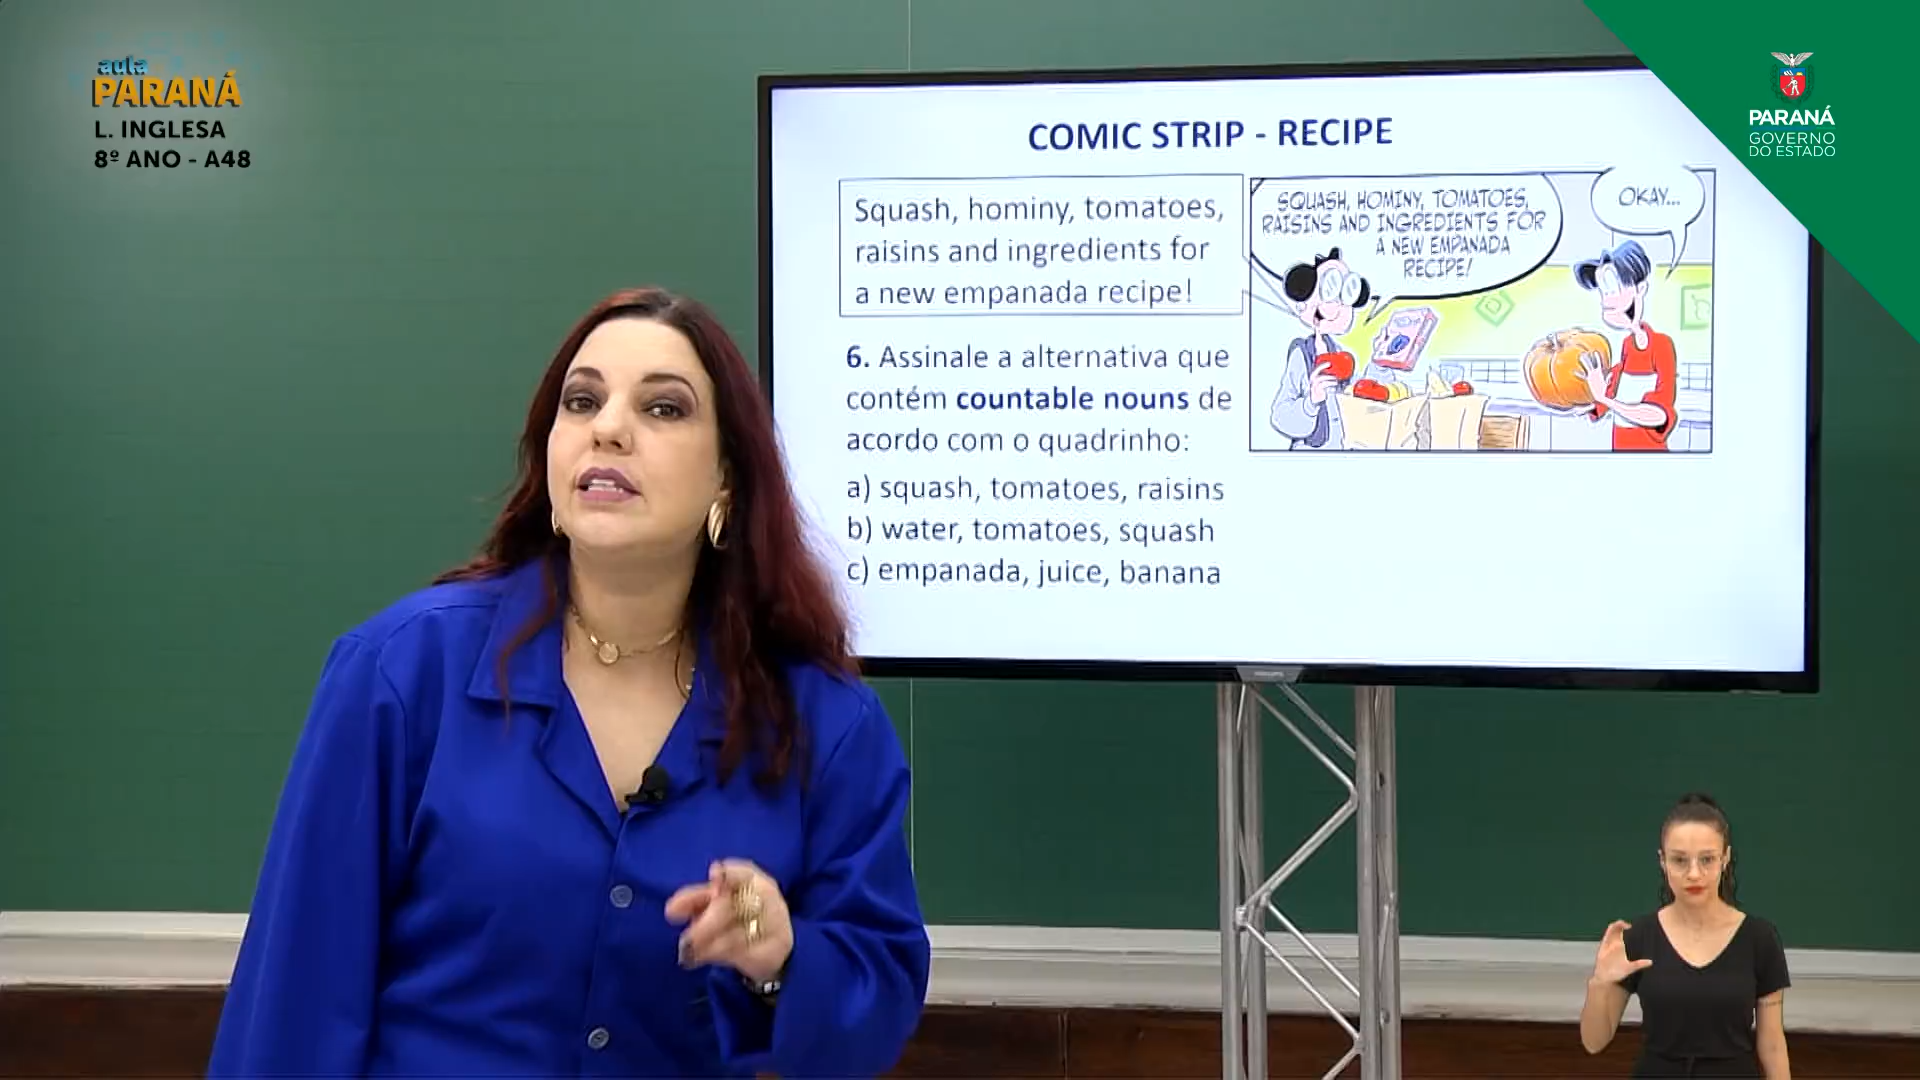 aula
PARANÁ
L. INGLESA
8º ANO - A48
COMIC STRIP - RECIPE
Squash, hominy, tomatoes,
raisins and ingredients for
a new empanada recipe!
SQUASH, HOMINY, TOMATOES,
RAISINS AND INGREDIENTS FOR
A NEW EMPANADA
RECIPE!
OKAY...
6. Assinale a alternativa que
contém countable nouns de
acordo com o quadrinho:
a) squash, tomatoes, raisins
b) water, tomatoes, squash
c) empanada, juice, banana
PARANÁ
GOVERNO
DO ESTADO